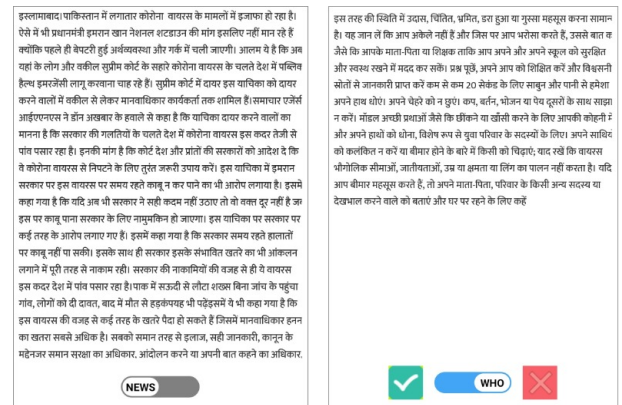 इस्लामाबाद। पाकिस्तान में लगातार कोरोना वायरस के मामलों में इजाफा हो रहा है।
ऐसे में भी प्रधानमंत्री इमरान खान नेशनल शटडाउन की मांग इसलिए नहीं मान रहे हैं
क्योंकि पहले ही बेपटरी हुई अर्थव्यवस्था और गर्क में चली जाएगी। आलम ये है कि अब
यहां के लोग और वकील सुप्रीम कोर्ट के सहारे कोरोना वायरस के चलते देश में पब्लिक
हैल्थ इमरजेंसी लागू करवाना चाह रहे हैं। सुप्रीम कोर्ट में दायर इस याचिका को दायर
करने वालों में वकील से लेकर मानवाधिकार कार्यकर्ता तक शामिल हैं।समाचार एजेंसी
आईएएनएस ने डॉन अखबार के हवाले से कहा है कि याचिका दायर करने वालों का
मानना है कि सरकार की गलतियों के चलते देश में कोरोना वायरस इस कदर तेजी से
पांव पसार रहा है। इनकी मांग है कि कोर्ट देश और प्रांतों की सरकारों को आदेश दे कि
वे कोरोना वायरस से निपटने के लिए तुरंत जरूरी उपाय करें। इस याचिका में इमरान
सरकार पर इस वायरस पर समय रहते काबू न कर पाने का भी आरोप लगाया है। इसमें
कहा गया है कि यदि अब भी सरकार ने सही कदम नहीं उठाए तो वो वक्त दूर नहीं है जब
इस पर काबू पाना सरकार के लिए नामुमकिन हो जाएगा। इस याचिका पर सरकार पर
कई तरह के आरोप लगाए गए हैं। इसमें कहा गया है कि सरकार समय रहते हालातों
पर काबू नहीं पा सकी। इसके साथ ही सरकार इसके संभावित खतरे का भी आंकलन
लगाने में पूरी तरह से नाकाम रही। सरकार की नाकामियों की वजह से ही ये वायरस
इस कदर देश में पांव पसार रहा है।पाक में सऊदी से लौटा शख्स बिना जांच के पहुंचा
गांव, लोगों को दी दावत, बाद में मौत से हड़कंपयह भी पढ़ेंइसमें ये भी कहा गया है कि
इस वायरस की वजह से कई तरह के खतरे पैदा हो सकते हैं जिसमें मानवाधिकार हनन
का खतरा सबसे अधिक है। सबको समान तरह से इलाज, सही जानकारी, कानून के
मद्देनजर समान सुरक्षा का अधिकार, आंदोलन करने या अपनी बात कहने का अधिकार,
NEWS
इस तरह की स्थिति में उदास, चिंतित, भ्रमित, डरा हुआ या गुस्सा महसूस करना सामान्य
है। यह जान लें कि आप अकेले नहीं हैं और जिस पर आप भरोसा करते हैं, उससे बात करें
जैसे कि आपके माता-पिता या शिक्षक ताकि आप अपने और अपने स्कूल को सुरक्षित
और स्वस्थ रखने में मदद कर सकें। प्रश्न पूछें, अपने आप को शिक्षित करें और विश्वसनी
स्रोतों से जानकारी प्राप्त करें कम से कम 20 सेकंड के लिए साबुन और पानी से हमेशा
अपने हाथ धोएं। अपने चेहरे को न छुएं। कप, बर्तन, भोजन या पेय दूसरों के साथ साझा
न करें। मॉडल अच्छी प्रथाओं जैसे कि छींकने या खाँसी करने के लिए आपकी कोहनी में
और अपने हाथों को धोना, विशेष रूप से युवा परिवार के सदस्यों के लिए। अपने साथियों
को कलंकित न करें या बीमार होने के बारे में किसी को चिढ़ाएं; याद रखें कि वायरस
भौगोलिक सीमाओं, जातीयताओं, उम्र या क्षमता या लिंग का पालन नहीं करता है। यदि
आप बीमार महसूस करते हैं, तो अपने माता-पिता, परिवार के किसी अन्य सदस्य या
देखभाल करने वाले को बताएं और घर पर रहने के लिए कहें
WHO